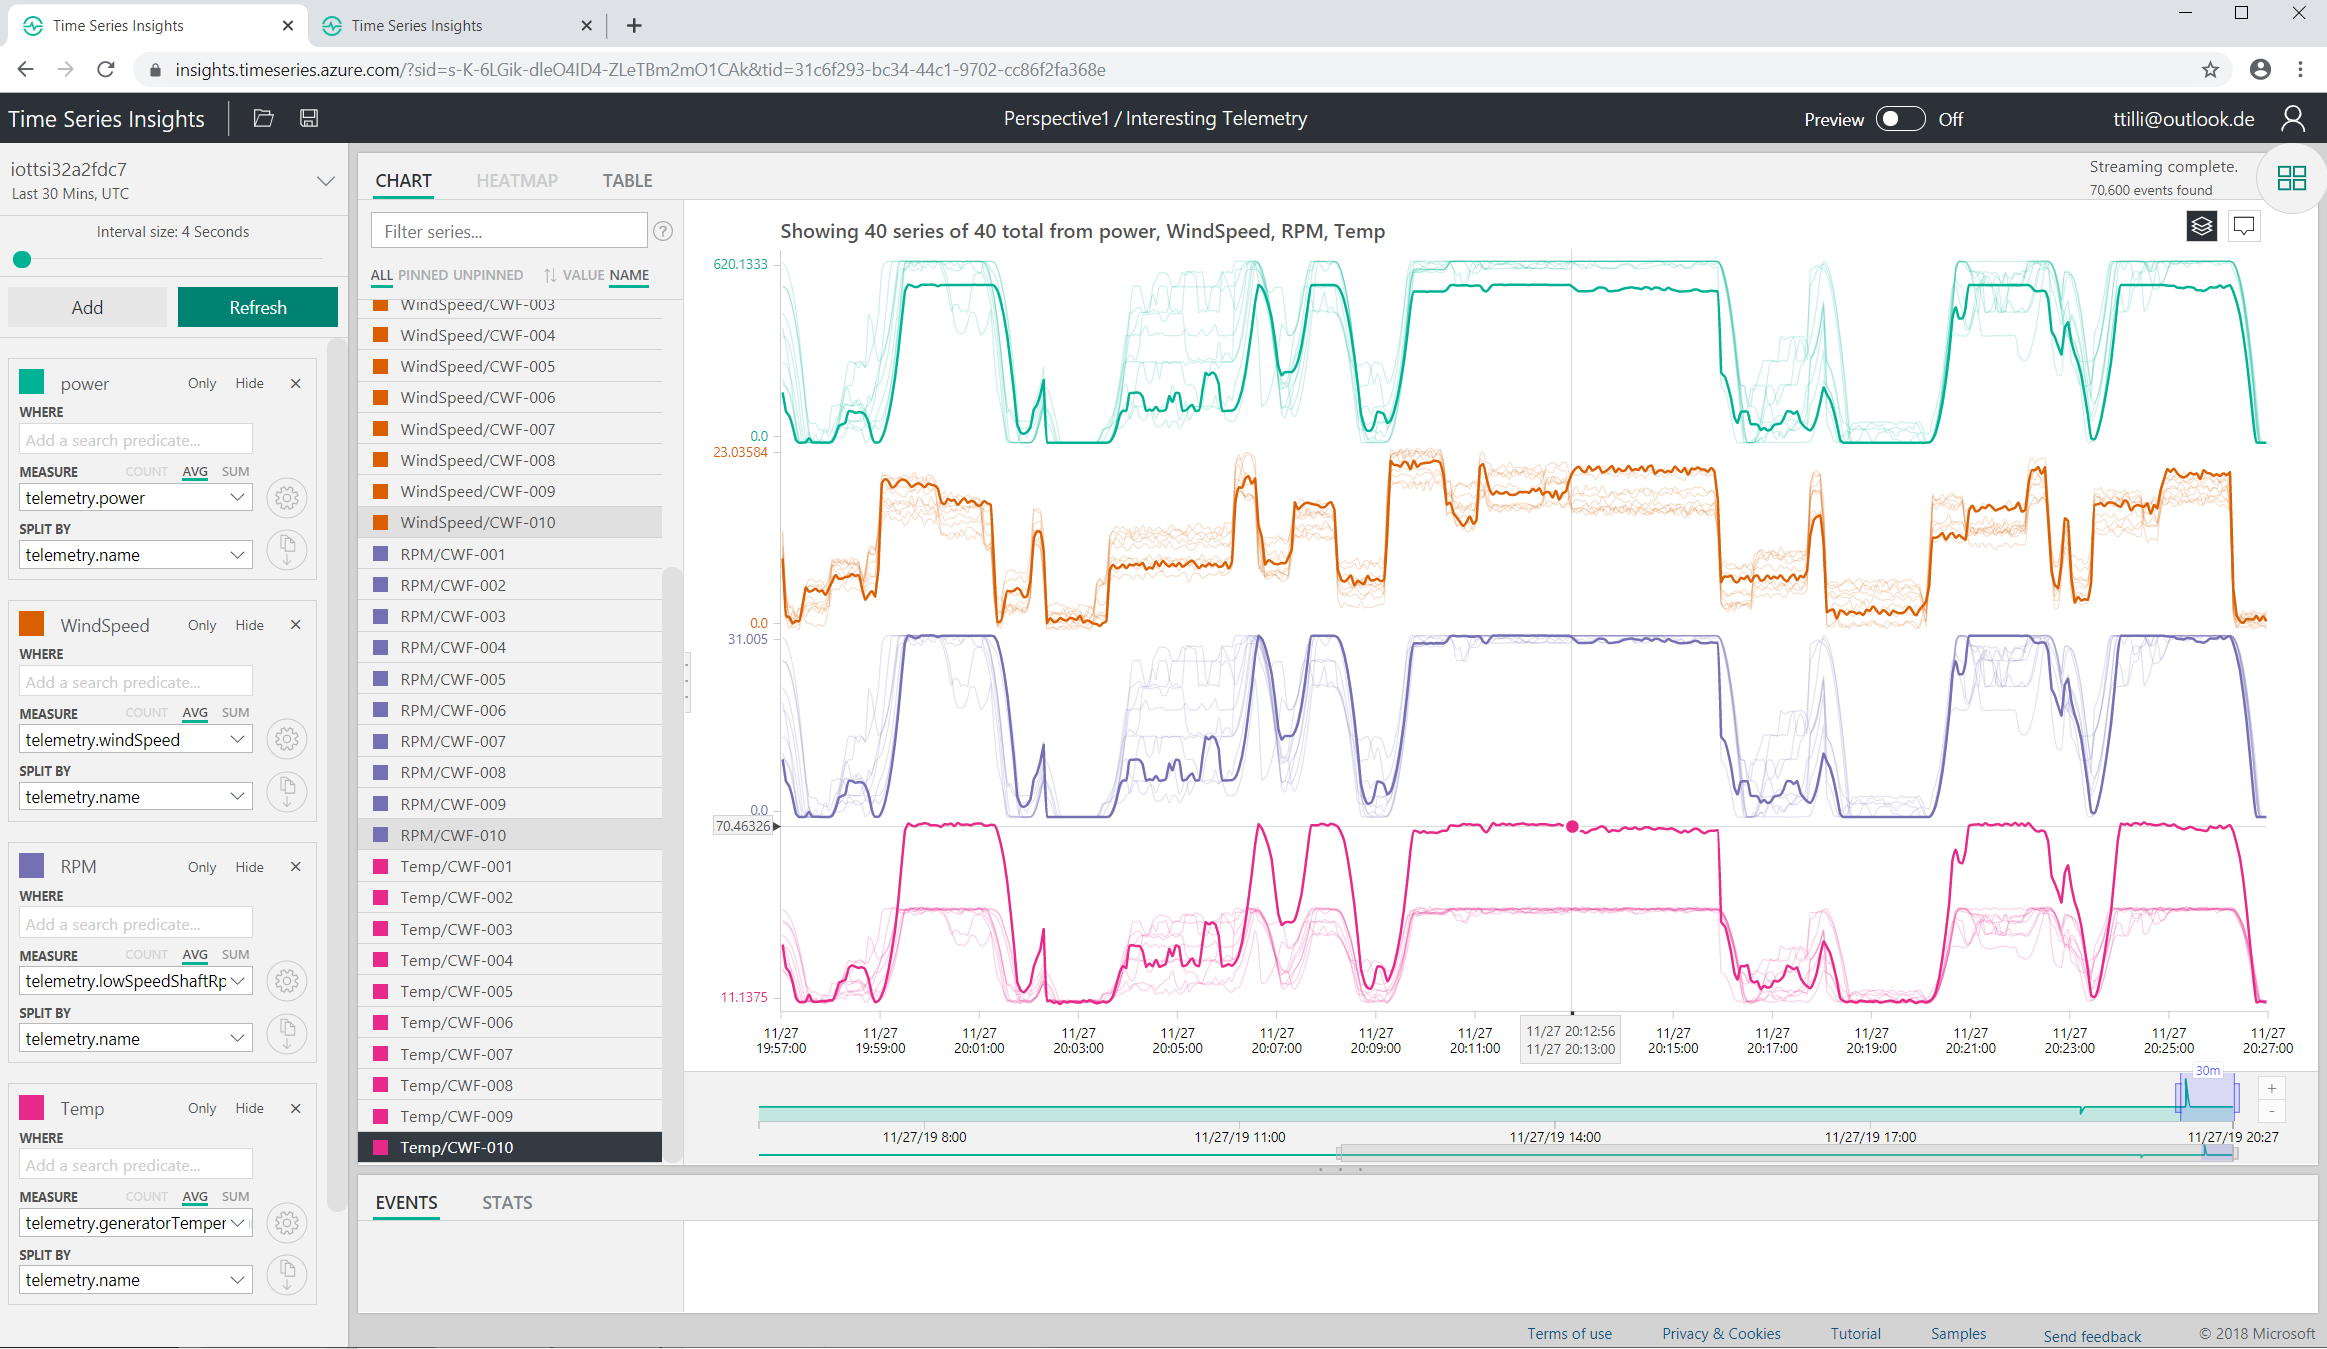 Time Series Insights
Time Series Insights
insights.timeseries.azure.com/?sid=s-K-6LGik-dleO4ID4-ZLeTBm2mO1CAk&tid=31c6f293-bc34-44c1-9702-cc86f2fa368e
Time Series Insights
Perspective1 / Interesting Telemetry
Preview Off
ttilli@outlook.de
iottsi32a2fdc7
Last 30 Mins, UTC
Interval size: 4 Seconds
Add Refresh
power Only Hide
WHERE
Add a search predicate...
MEASURE COUNT AVG SUM
telemetry.power
SPLIT BY
telemetry.name
WindSpeed Only Hide
WHERE
Add a search predicate...
MEASURE COUNT AVG SUM
telemetry.windSpeed
SPLIT BY
telemetry.name
RPM Only Hide
WHERE
Add a search predicate...
MEASURE COUNT AVG SUM
telemetry.lowSpeedShaftRp
SPLIT BY
telemetry.name
Temp Only Hide
WHERE
Add a search predicate...
MEASURE COUNT AVG SUM
telemetry.generatorTemper
SPLIT BY
telemetry.name
CHART HEATMAP TABLE
Streaming complete.
70,600 events found
Filter series... ?
ALL PINNED UNPINNED VALUE NAME
WindSpeed/CWF-003
WindSpeed/CWF-004
WindSpeed/CWF-005
WindSpeed/CWF-006
WindSpeed/CWF-007
WindSpeed/CWF-008
WindSpeed/CWF-009
WindSpeed/CWF-010
RPM/CWF-001
RPM/CWF-002
RPM/CWF-003
RPM/CWF-004
RPM/CWF-005
RPM/CWF-006
RPM/CWF-007
RPM/CWF-008
RPM/CWF-009
RPM/CWF-010
Temp/CWF-001
Temp/CWF-002
Temp/CWF-003
Temp/CWF-004
Temp/CWF-005
Temp/CWF-006
Temp/CWF-007
Temp/CWF-008
Temp/CWF-009
Temp/CWF-010
Showing 40 series of 40 total from power, WindSpeed, RPM, Temp
620.1333
0.0
23.03584
0.0
31.005
0.0
70.46326
11.1375
11/27 11/27 11/27 11/27 11/27 11/27 11/27 11/27 11/27 20:12:56 11/27 11/27 11/27 11/27 11/27 11/27 11/27
19:57:00 19:59:00 20:01:00 20:03:00 20:05:00 20:07:00 20:09:00 20:11:00 11/27 20:13:00 20:15:00 20:17:00 20:19:00 20:21:00 20:23:00 20:25:00 20:27:00
30m
+
-
11/27/19 8:00 11/27/19 11:00 11/27/19 14:00 11/27/19 17:00 11/27/19 20:27
EVENTS STATS
Terms of use Privacy & Cookies Tutorial Samples Send feedback © 2018 Microsoft